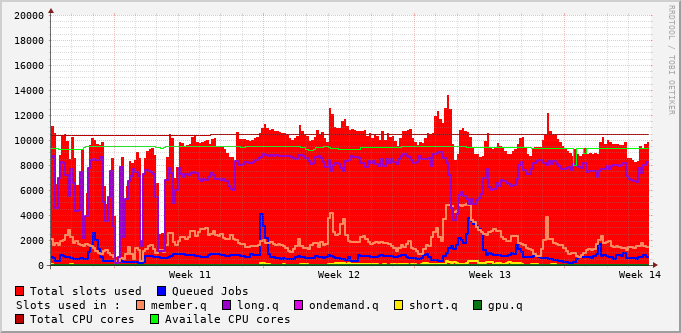 20000
18000
16000
14000
12000
10000
8000
6000
4000
2000
0
Week 11 Week 12 Week 13 Week 14
RRDTOOL / TOBI OETIKER
Total slots used Queued Jobs
Slots used in : member.q long.q ondemand.q short.q gpu.q
Total CPU cores Availale CPU cores